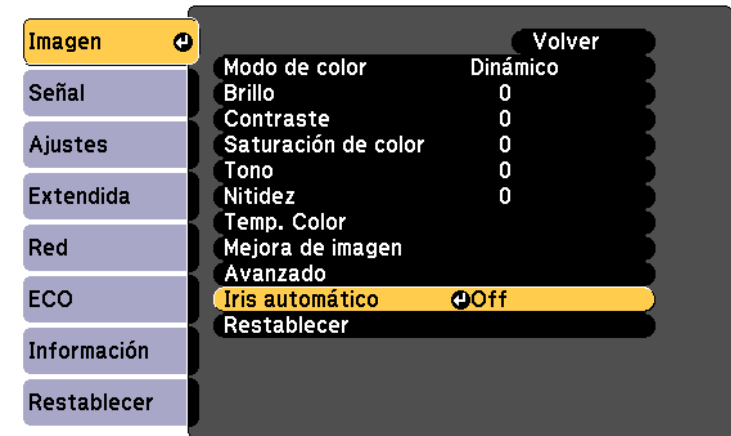 Imagen
Señal
Ajustes
Extendida
Red
ECO
Información
Restablecer
Volver
Modo de color Dinámico
Brillo 0
Contraste 0
Saturación de color 0
Tono 0
Nitidez 0
Temp. Color
Mejora de imagen
Avanzado
Iris automático Off
Restablecer